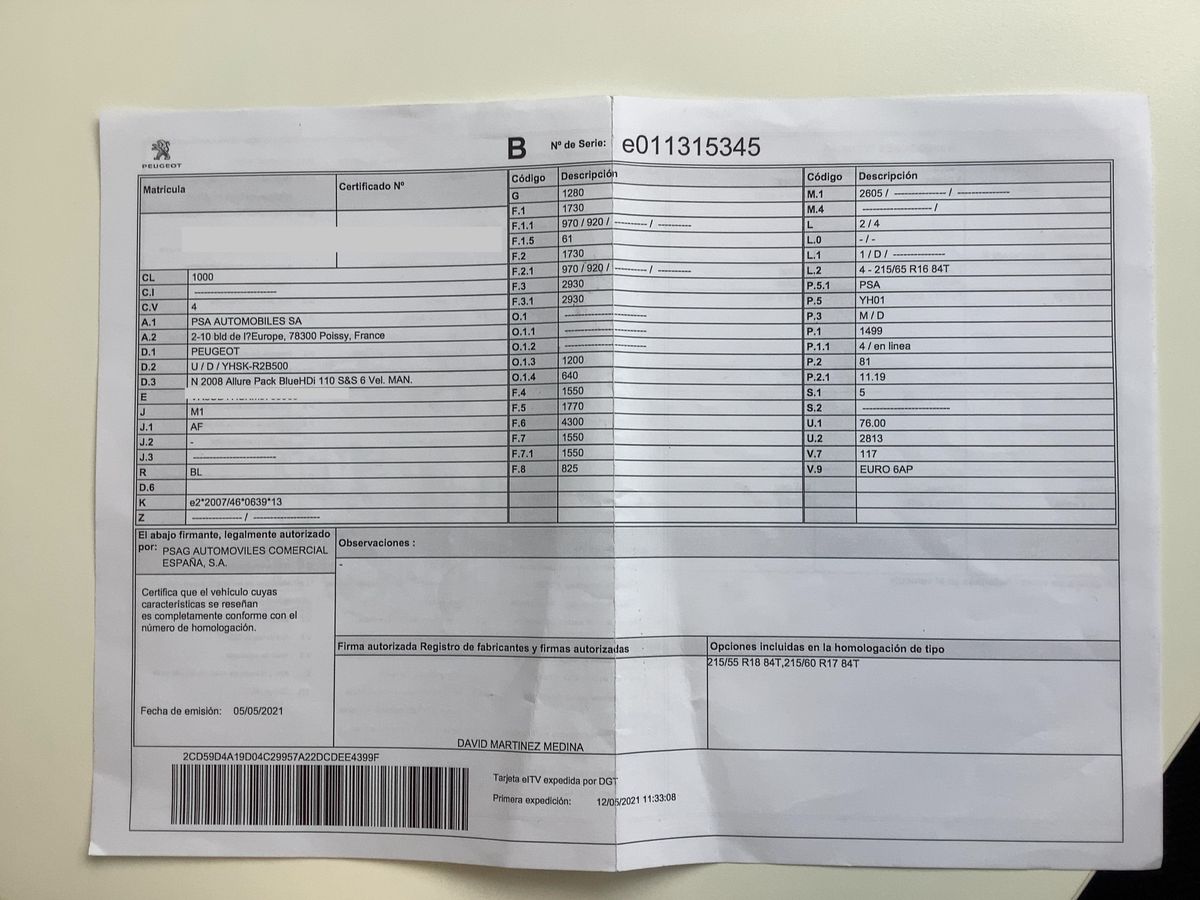 PEUGEOT
B Nº de Serie: e011315345
Matricula
Certificado Nº
CL 1000
C.I --------------------------
C.V 4
A.1 PSA AUTOMOBILES SA
A.2 2-10 bld de l?Europe, 78300 Poissy, France
D.1 PEUGEOT
D.2 U / D / YHSK-R2B500
D.3 N 2008 Allure Pack BlueHDi 110 S&S 6 Vel. MAN.
E
J M1
J.1 AF
J.2 -
J.3 --------------------------
R BL
D.6
K e2*2007/46*0639*13
Z ---------------- / ---------------------
Código Descripción
G 1280
F.1 1730
F.1.1 970 / 920 / ---------- / ----------
F.1.5 61
F.2 1730
F.2.1 970 / 920 / ---------- / ----------
F.3 2930
F.3.1 2930
O.1 --------------------------
O.1.1 --------------------------
O.1.2 --------------------------
O.1.3 1200
O.1.4 640
F.4 1550
F.5 1770
F.6 4300
F.7 1550
F.7.1 1550
F.8 825
Código Descripción
M.1 2605 / ---------------- / ----------------
M.4 ---------------------- /
L 2 / 4
L.0 - / -
L.1 1 / D / ----------------
L.2 4 - 215/65 R16 84T
P.5.1 PSA
P.5 YH01
P.3 M / D
P.1 1499
P.1.1 4 / en linea
P.2 81
P.2.1 11.19
S.1 5
S.2 --------------------------
U.1 76.00
U.2 2813
V.7 117
V.9 EURO 6AP
El abajo firmante, legalmente autorizado
por: PSAG AUTOMOVILES COMERCIAL
ESPAÑA, S.A.
Certifica que el vehículo cuyas
características se reseñan
es completamente conforme con el
número de homologación.
Fecha de emisión: 05/05/2021
Observaciones :
-
Firma autorizada Registro de fabricantes y firmas autorizadas
DAVID MARTINEZ MEDINA
Opciones incluidas en la homologación de tipo
215/55 R18 84T,215/60 R17 84T
2CD59D4A19D04C29957A22DCDEE4399F
Tarjeta eITV expedida por DGT
Primera expedición: 12/05/2021 11:33:08